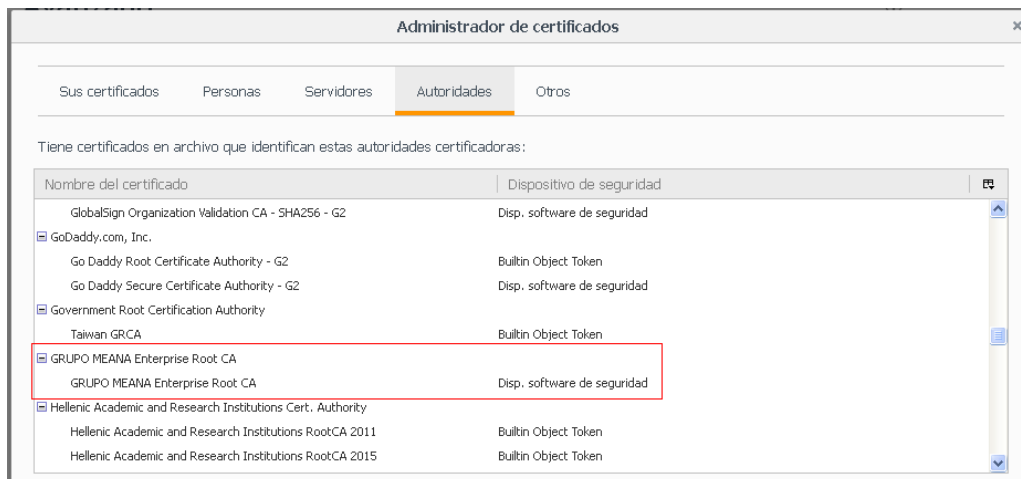 Administrador de certificados
Sus certificados Personas Servidores Autoridades Otros
Tiene certificados en archivo que identifican estas autoridades certificadoras:
Nombre del certificado Dispositivo de seguridad
GlobalSign Organization Validation CA - SHA256 - G2 Disp. software de seguridad
GoDaddy.com, Inc.
Go Daddy Root Certificate Authority - G2 Builtin Object Token
Go Daddy Secure Certificate Authority - G2 Disp. software de seguridad
Government Root Certification Authority
Taiwan GRCA Builtin Object Token
GRUPO MEANA Enterprise Root CA
GRUPO MEANA Enterprise Root CA Disp. software de seguridad
Hellenic Academic and Research Institutions Cert. Authority
Hellenic Academic and Research Institutions RootCA 2011 Builtin Object Token
Hellenic Academic and Research Institutions RootCA 2015 Builtin Object Token